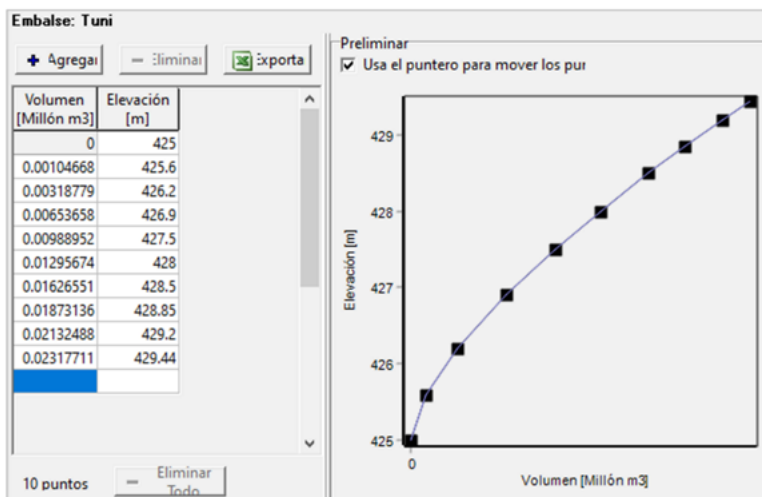 Embalse: Tuni
Agregar Eliminar Exporta
Volumen Elevación
[Millón m3] [m]
0 425
0.00104668 425.6
0.00318779 426.2
0.00653658 426.9
0.00988952 427.5
0.01295674 428
0.01626551 428.5
0.01873136 428.85
0.02132488 429.2
0.02317711 429.44
10 puntos
Eliminar
Todo
Preliminar
Usa el puntero para mover los pur
429
428
427
426
425
Elevación [m]
0
Volumen [Millón m3]